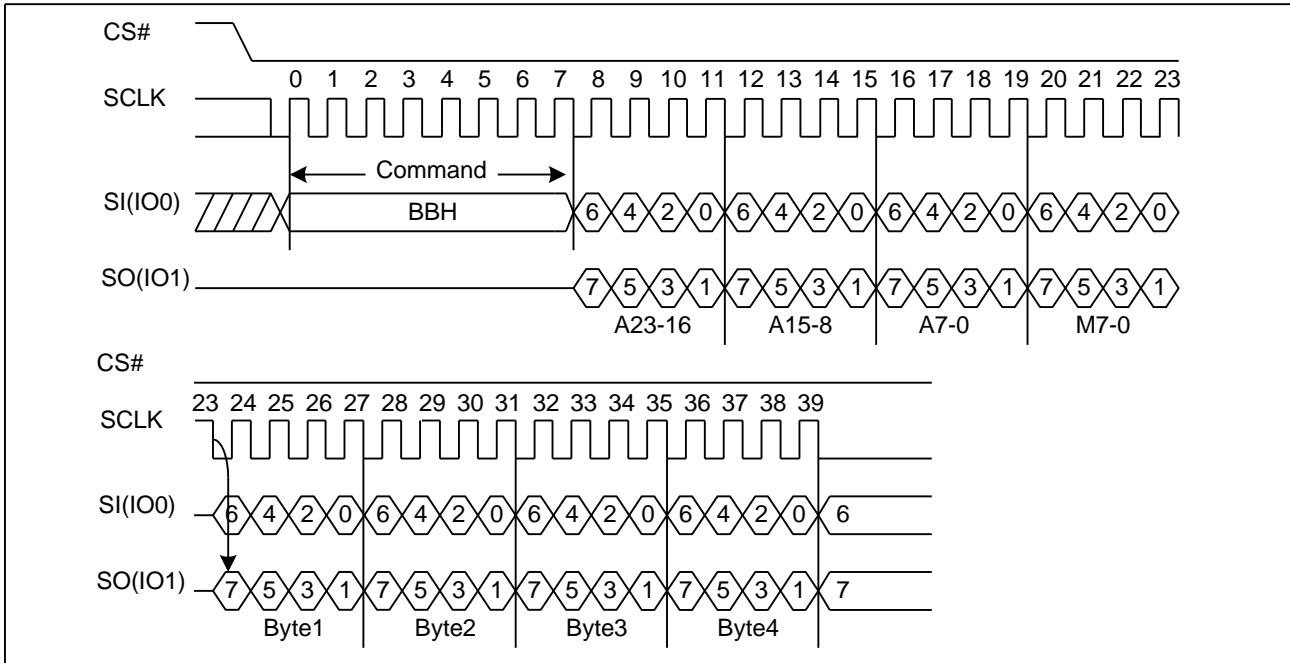 CS#
0 1 2 3 4 5 6 7 8 9 10 11 12 13 14 15 16 17 18 19 20 21 22 23
SCLK
Command
SI(IO0) BBH 6 4 2 0 6 4 2 0 6 4 2 0 6 4 2 0
SO(IO1) 7 5 3 1 7 5 3 1 7 5 3 1 7 5 3 1
A23-16 A15-8 A7-0 M7-0
CS#
23 24 25 26 27 28 29 30 31 32 33 34 35 36 37 38 39
SCLK
SI(IO0) 6 4 2 0 6 4 2 0 6 4 2 0 6 4 2 0 6
SO(IO1) 7 5 3 1 7 5 3 1 7 5 3 1 7 5 3 1 7
Byte1 Byte2 Byte3 Byte4